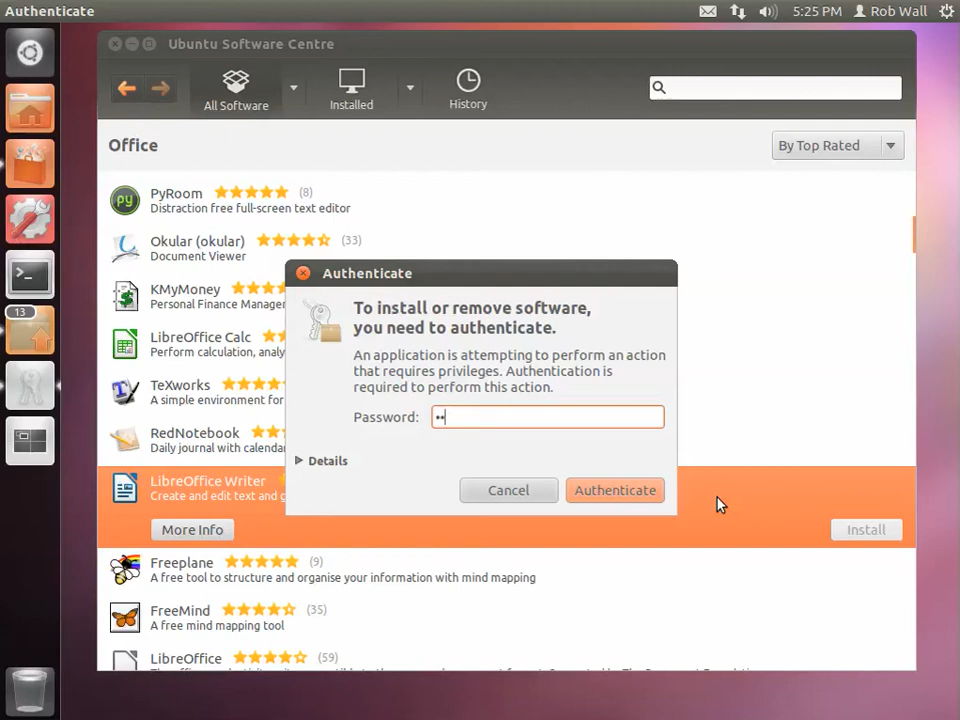 Authenticate
5:25 PM
Rob Wall
Ubuntu Software Centre
All Software
Installed
History
Office
By Top Rated
PyRoom (8)
Distraction free full-screen text editor
Okular (okular) (33)
Document Viewer
KMyMoney
Personal Finance Manager
LibreOffice Calc
Perform calculation, analy
TeXworks
A simple environment for
RedNotebook
Daily journal with calendar
LibreOffice Writer
Create and edit text and g
More Info
Install
Authenticate
To install or remove software,
you need to authenticate.
An application is attempting to perform an action
that requires privileges. Authentication is
required to perform this action.
Password: ••
Details
Cancel
Authenticate
Freeplane (9)
A free tool to structure and organise your information with mind mapping
FreeMind (35)
A free mind mapping tool
LibreOffice (59)
13
py
>_